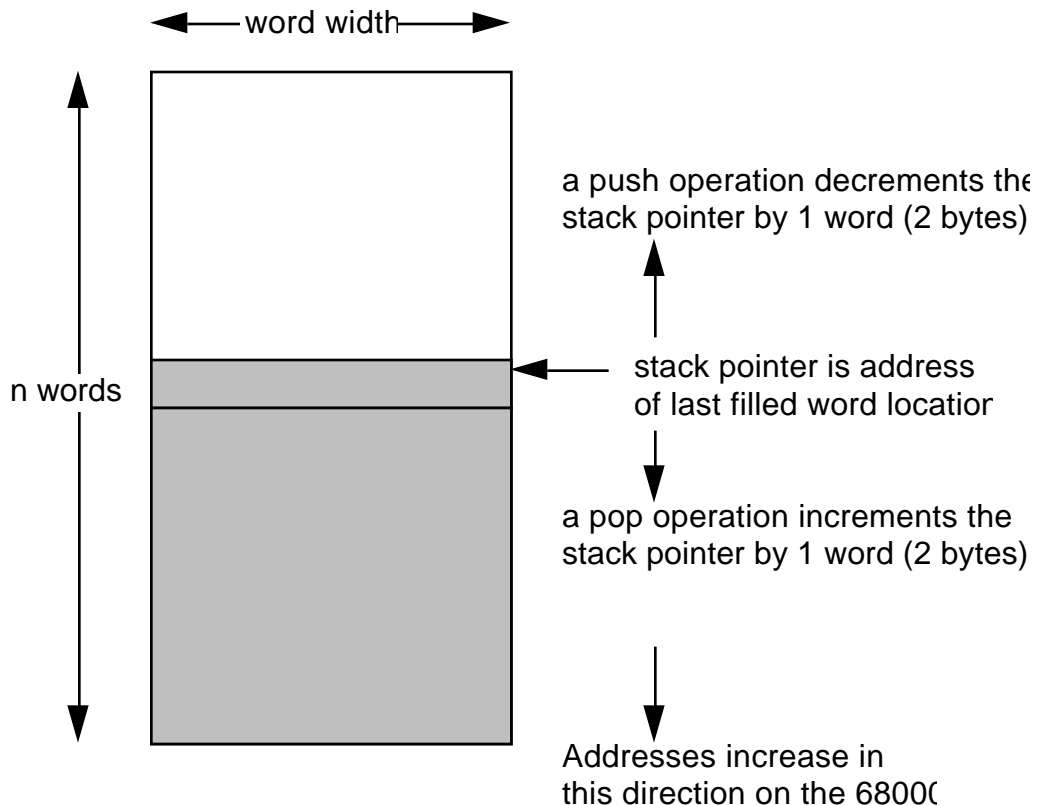 word width
a push operation decrements the
stack pointer by 1 word (2 bytes)
n words
stack pointer is address
of last filled word location
a pop operation increments the
stack pointer by 1 word (2 bytes)
Addresses increase in
this direction on the 68000